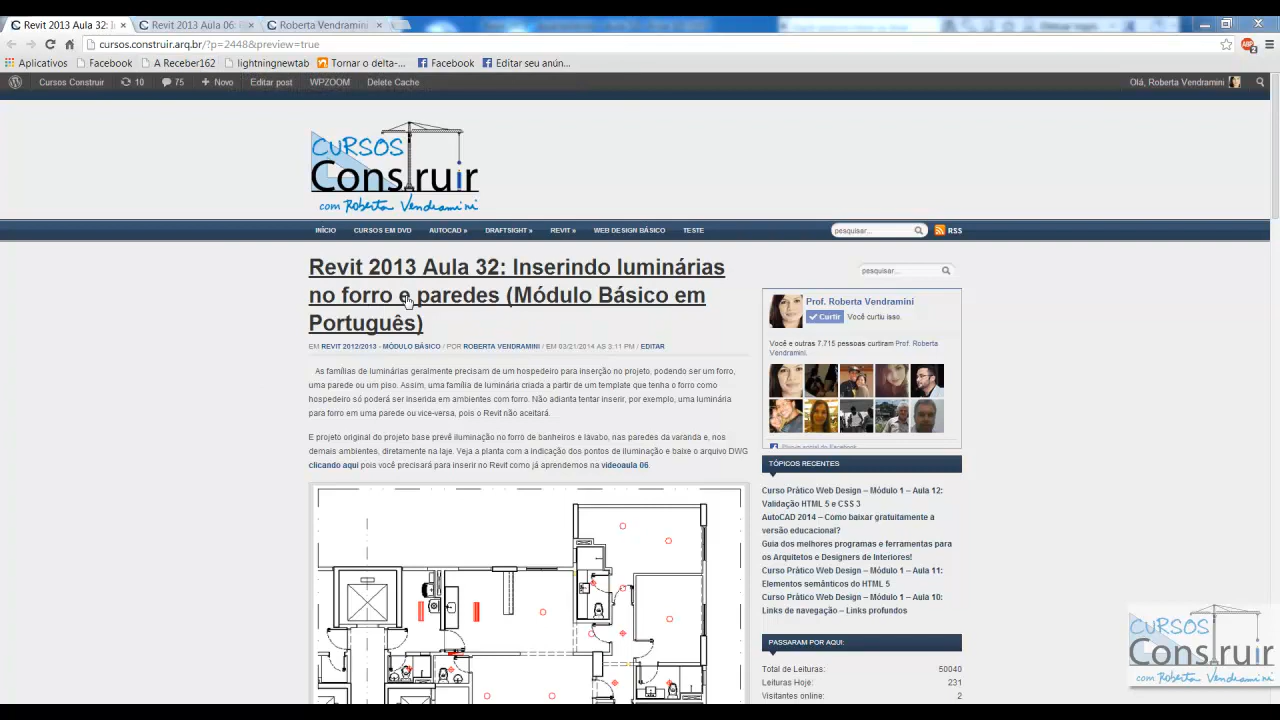 Revit 2013 Aula 32: I
Revit 2013 Aula 06:
Roberta Vendramini
cursos.construir.arq.br/?p=2448&preview=true
Aplicativos
Facebook
A Receber162
lightningnewtab
Tornar o delta-...
Facebook
Editar seu anún...
Cursos Construir
10
75
Novo
Editar post
WPZOOM
Delete Cache
Olá, Roberta Vendramini
CURSOS
Construir
com Roberta Vendramini
INÍCIO
CURSOS EM DVD
AUTOCAD »
DRAFTSIGHT »
REVIT »
WEB DESIGN BÁSICO
TESTE
pesquisar...
RSS
Revit 2013 Aula 32: Inserindo luminárias
no forro e paredes (Módulo Básico em
Português)
EM REVIT 2012/2013 - MÓDULO BÁSICO / POR ROBERTA VENDRAMINI / EM 03/21/2014 AS 3:11 PM / EDITAR
As famílias de luminárias geralmente precisam de um hospedeiro para inserção no projeto, podendo ser um forro,
uma parede ou um piso. Assim, uma família de luminária criada a partir de um template que tenha o forro como
hospedeiro só poderá ser inserida em ambientes com forro. Não adianta tentar inserir, por exemplo, uma luminária
para forro em uma parede ou vice-versa, pois o Revit não aceitará.
E projeto original do projeto base prevê iluminação no forro de banheiros e lavabo, nas paredes da varanda e, nos
demais ambientes, diretamente na laje. Veja a planta com a indicação dos pontos de iluminação e baixe o arquivo DWG
clicando aqui pois você precisará para inserir no Revit como já aprendemos na videoaula 06.
pesquisar...
Prof. Roberta Vendramini
Curtir
Você curtiu isso.
Você e outras 7.715 pessoas curtiram Prof. Roberta
Vendramini.
Plug-in social do Facebook
TÓPICOS RECENTES
Curso Prático Web Design – Módulo 1 – Aula 12:
Validação HTML 5 e CSS 3
AutoCAD 2014 – Como baixar gratuitamente a
versão educacional?
Guia dos melhores programas e ferramentas para
os Arquitetos e Designers de Interiores!
Curso Prático Web Design – Módulo 1 – Aula 11:
Elementos semânticos do HTML 5
Curso Prático Web Design – Módulo 1 – Aula 10:
Links de navegação – Links profundos
PASSARAM POR AQUI:
Total de Leituras: 50040
Leituras Hoje: 231
Visitantes online: 2
CURSOS
Construir
com Roberta Vendramini